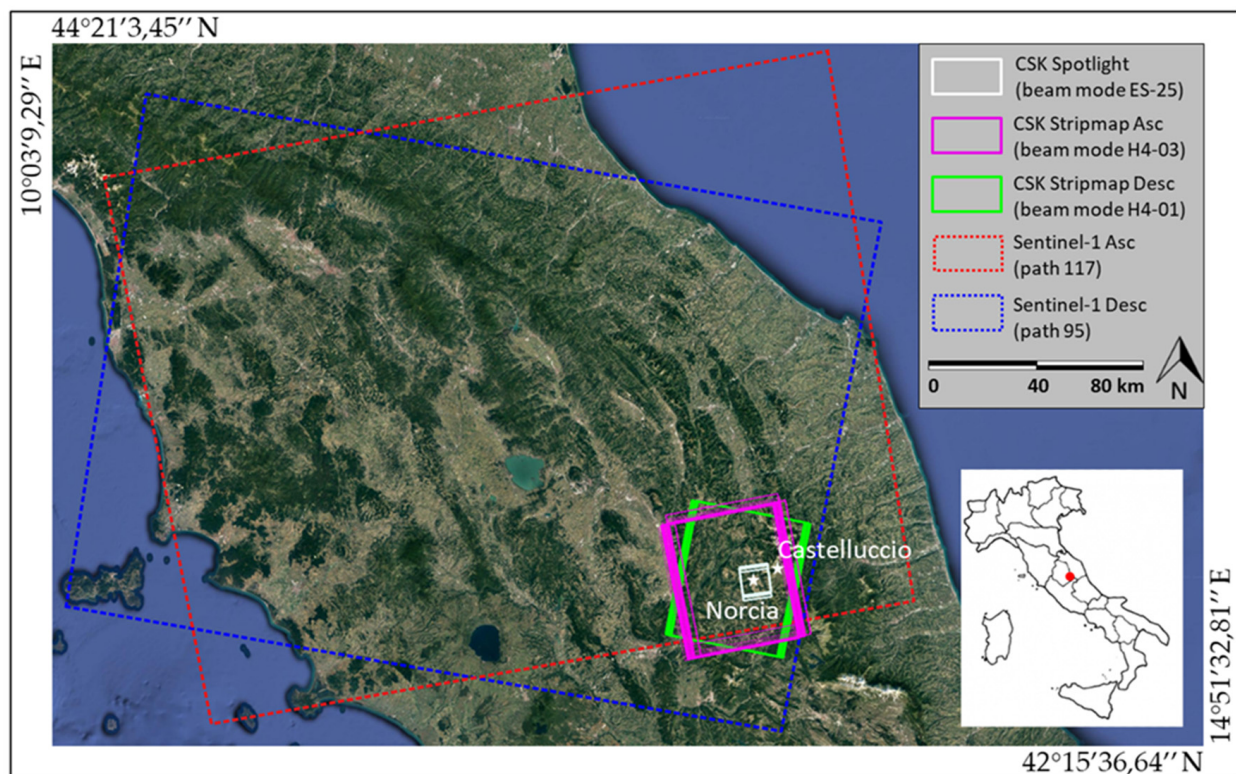 44°21'3,45'' N
10°03'9,29'' E
CSK Spotlight
(beam mode ES-25)
CSK Stripmap Asc
(beam mode H4-03)
CSK Stripmap Desc
(beam mode H4-01)
Sentinel-1 Asc
(path 117)
Sentinel-1 Desc
(path 95)
0 40 80 km
N
Castelluccio
Norcia
14°51'32,81'' E
42°15'36,64'' N